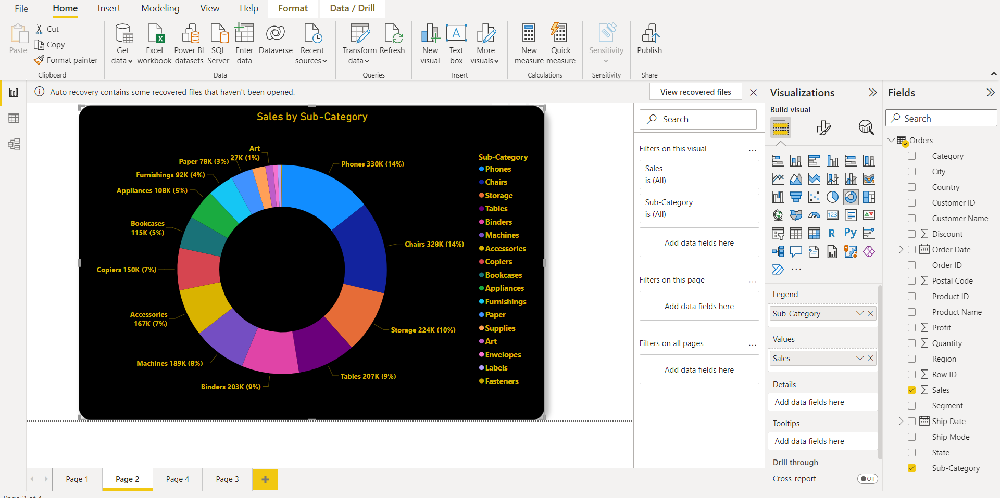 File Home Insert Modeling View Help Format Data / Drill
Paste
Cut
Copy
Format painter
Clipboard
Get data
Excel workbook
Power BI datasets
SQL Server
Enter data
Dataverse
Recent sources
Data
Transform data
Refresh
Queries
New visual
Text box
More visuals
Insert
New measure
Quick measure
Calculations
Sensitivity
Sensitivity
Publish
Share
Auto recovery contains some recovered files that haven't been opened.
View recovered files
Sales by Sub-Category
Art
27K (1%)
Paper 78K (3%)
Furnishings 92K (4%)
Appliances 108K (5%)
Bookcases
115K (5%)
Copiers 150K (7%)
Accessories
167K (7%)
Machines 189K (8%)
Binders 203K (9%)
Tables 207K (9%)
Storage 224K (10%)
Chairs 328K (14%)
Phones 330K (14%)
Sub-Category
Phones
Chairs
Storage
Tables
Binders
Machines
Accessories
Copiers
Bookcases
Appliances
Furnishings
Paper
Supplies
Art
Envelopes
Labels
Fasteners
Search
Filters on this visual ...
Sales
is (All)
Sub-Category
is (All)
Add data fields here
Filters on this page ...
Add data fields here
Filters on all pages ...
Add data fields here
Visualizations
Build visual
123
R
Py
...
Legend
Sub-Category
Values
Sales
Details
Add data fields here
Tooltips
Add data fields here
Drill through
Cross-report Off
Fields
Search
Orders
Category
City
Country
Customer ID
Customer Name
Discount
Order Date
Order ID
Postal Code
Product ID
Product Name
Profit
Quantity
Region
Row ID
Sales
Segment
Ship Date
Ship Mode
State
Sub-Category
Page 1 Page 2 Page 4 Page 3